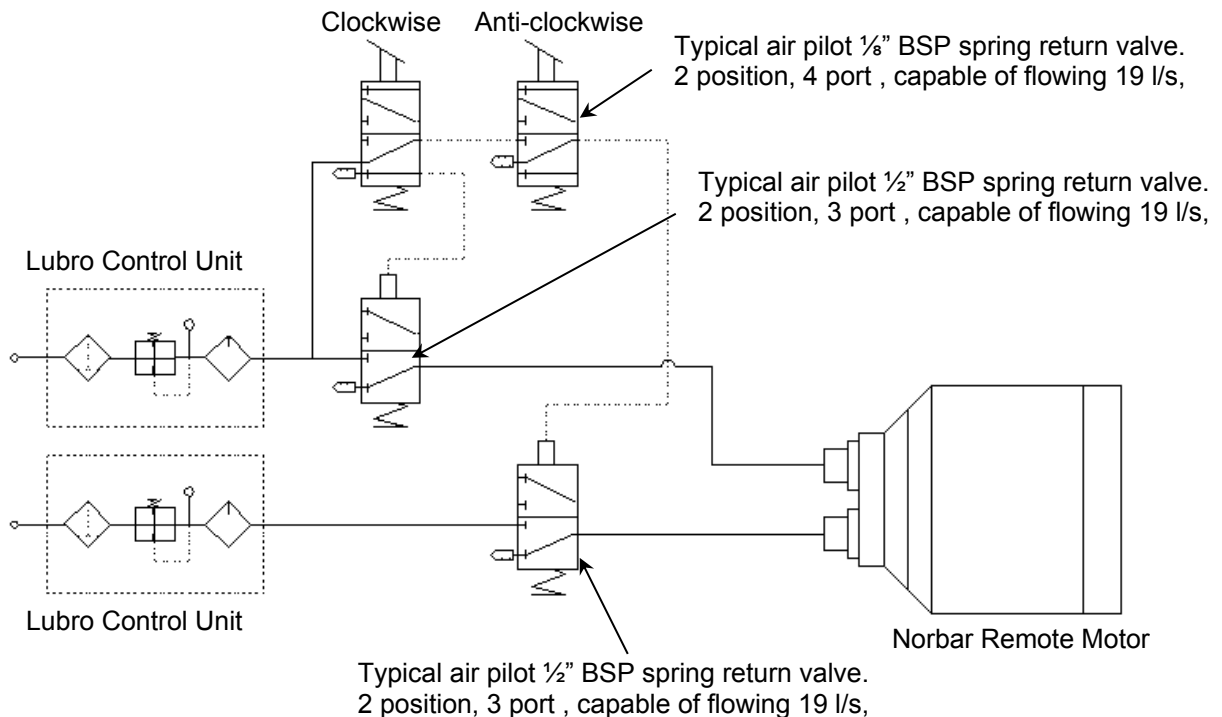 Clockwise
Anti-clockwise
Typical air pilot ⅛” BSP spring return valve.
2 position, 4 port , capable of flowing 19 l/s,
Typical air pilot ½” BSP spring return valve.
2 position, 3 port , capable of flowing 19 l/s,
Lubro Control Unit
Lubro Control Unit
Norbar Remote Motor
Typical air pilot ½” BSP spring return valve.
2 position, 3 port , capable of flowing 19 l/s,